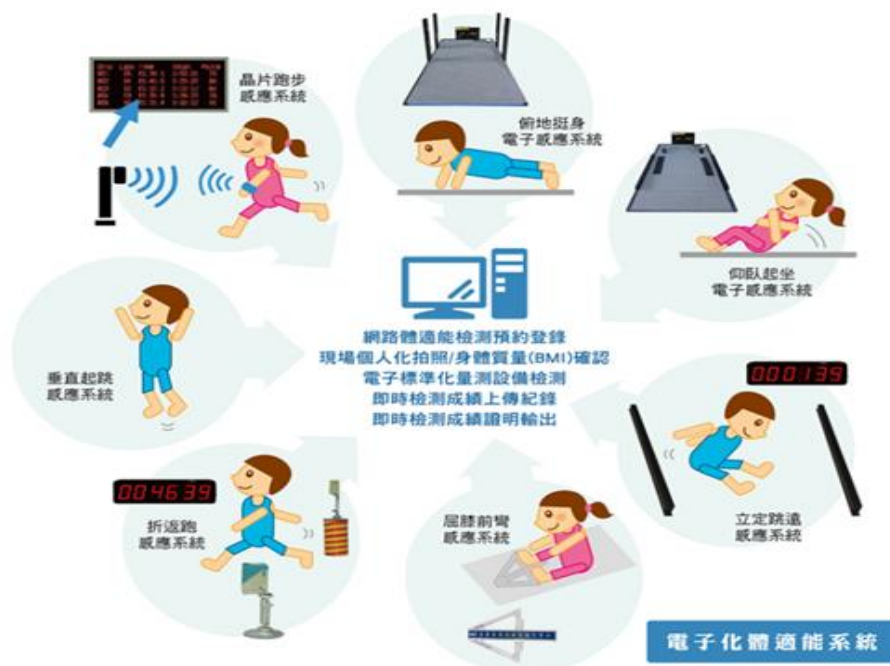 晶片跑步
感應系統
俯地挺身
電子感應系統
仰臥起坐
電子感應系統
網路體適能檢測預約登錄
現場個人化拍照/身體質量(BMI)確認
電子標準化量測設備檢測
即時檢測成績上傳紀錄
即時檢測成績證明輸出
垂直起跳
感應系統
000139
立定跳遠
感應系統
004639
折返跑
感應系統
屈膝前彎
感應系統
電子化體適能系統